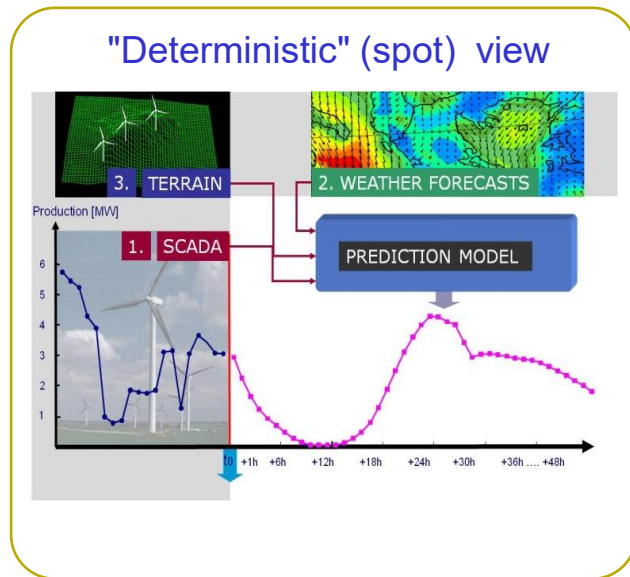 "Deterministic" (spot) view
3. TERRAIN
2. WEATHER FORECASTS
Production [MW]
1. SCADA
PREDICTION MODEL
6
5
4
3
2
1
t0 +1h +6h +12h +18h +24h +30h +36h .... +48h